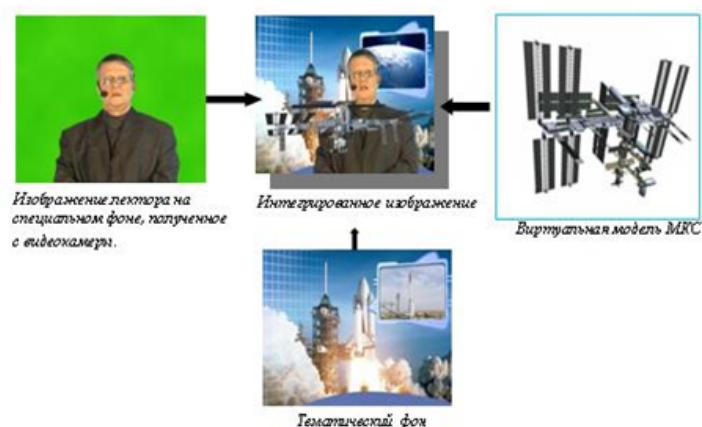 Изображение лектора на
специальном фоне, полученное
с видеокамеры.
Интегрированное изображение
Виртуальная модель МКС
Тематический фон